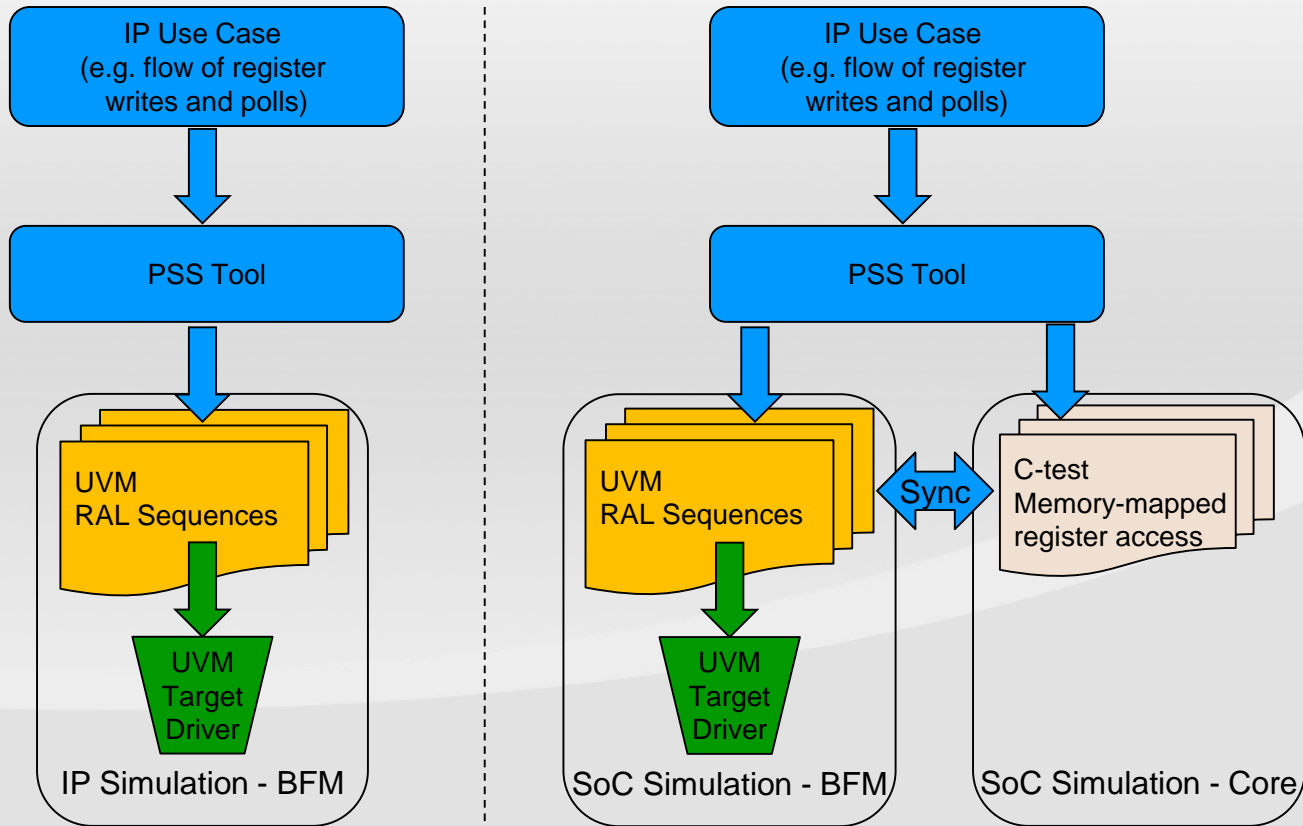 IP Use Case
(e.g. flow of register
writes and polls)
PSS Tool
UVM
RAL Sequences
UVM
Target
Driver
IP Simulation - BFM
IP Use Case
(e.g. flow of register
writes and polls)
PSS Tool
UVM
RAL Sequences
UVM
Target
Driver
SoC Simulation - BFM
Sync
C-test
Memory-mapped
register access
SoC Simulation - Core